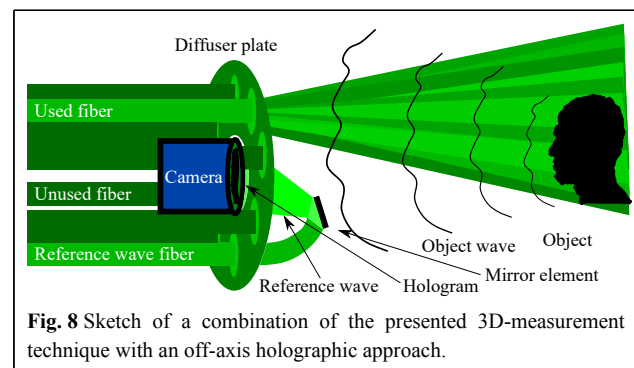 Diffuser plate
Used fiber
Camera
Unused fiber
Object wave
Object
Reference wave fiber
Mirror element
Reference wave
Hologram
Fig. 8 Sketch of a combination of the presented 3D-measurement
technique with an off-axis holographic approach.